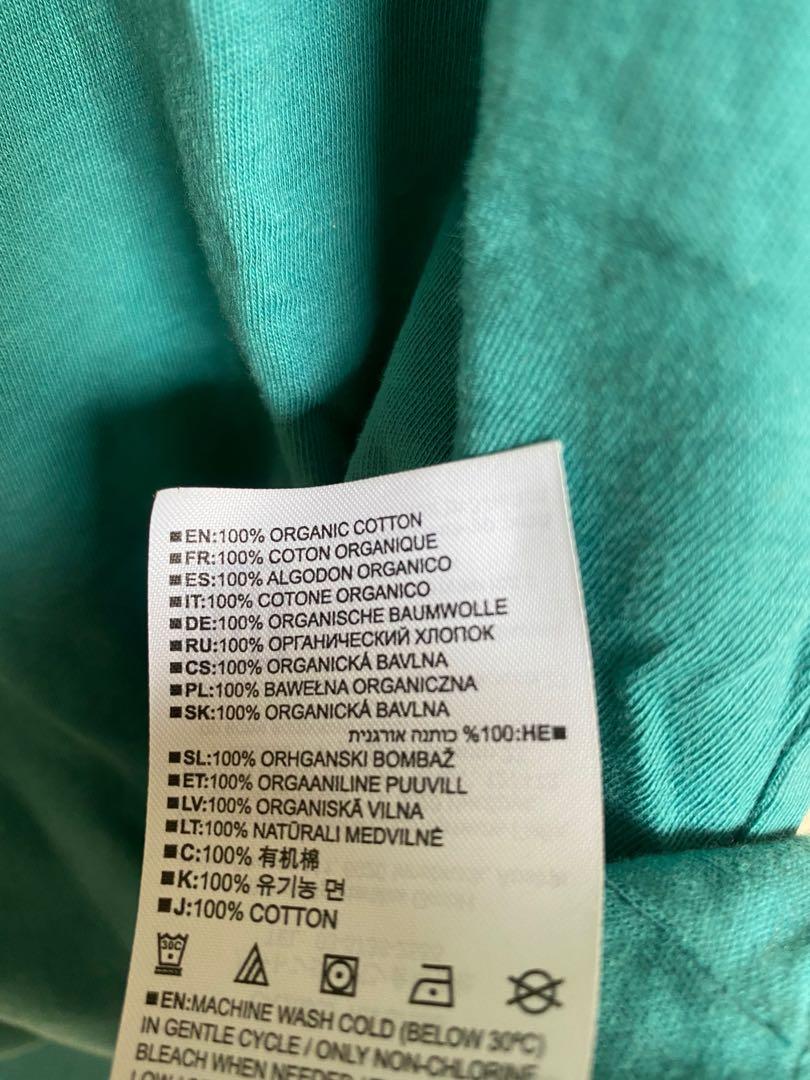 ■EN:100% ORGANIC COTTON
■FR:100% COTON ORGANIQUE
■ES:100% ALGODON ORGANICO
■IT:100% COTONE ORGANICO
■DE:100% ORGANISCHE BAUMWOLLE
■RU:100% ОРГАНИЧЕСКИЙ ХЛОПОК
■CS:100% ORGANICKÁ BAVLNA
■PL:100% BAWEŁNA ORGANICZNA
■SK:100% ORGANICKÁ BAVLNA
■HE:100% כותנה אורגנית
■SL:100% ORHGANSKI BOMBAŽ
■ET:100% ORGAANILINE PUUVILL
■LV:100% ORGANISKĀ VILNA
■LT:100% NATŪRALI MEDVILNĖ
■C:100% 有机棉
■K:100% 유기농 면
■J:100% COTTON
30C
■EN:MACHINE WASH COLD (BELOW 30ºC)
IN GENTLE CYCLE / ONLY NON-CHLORINE
BLEACH WHEN NEEDED